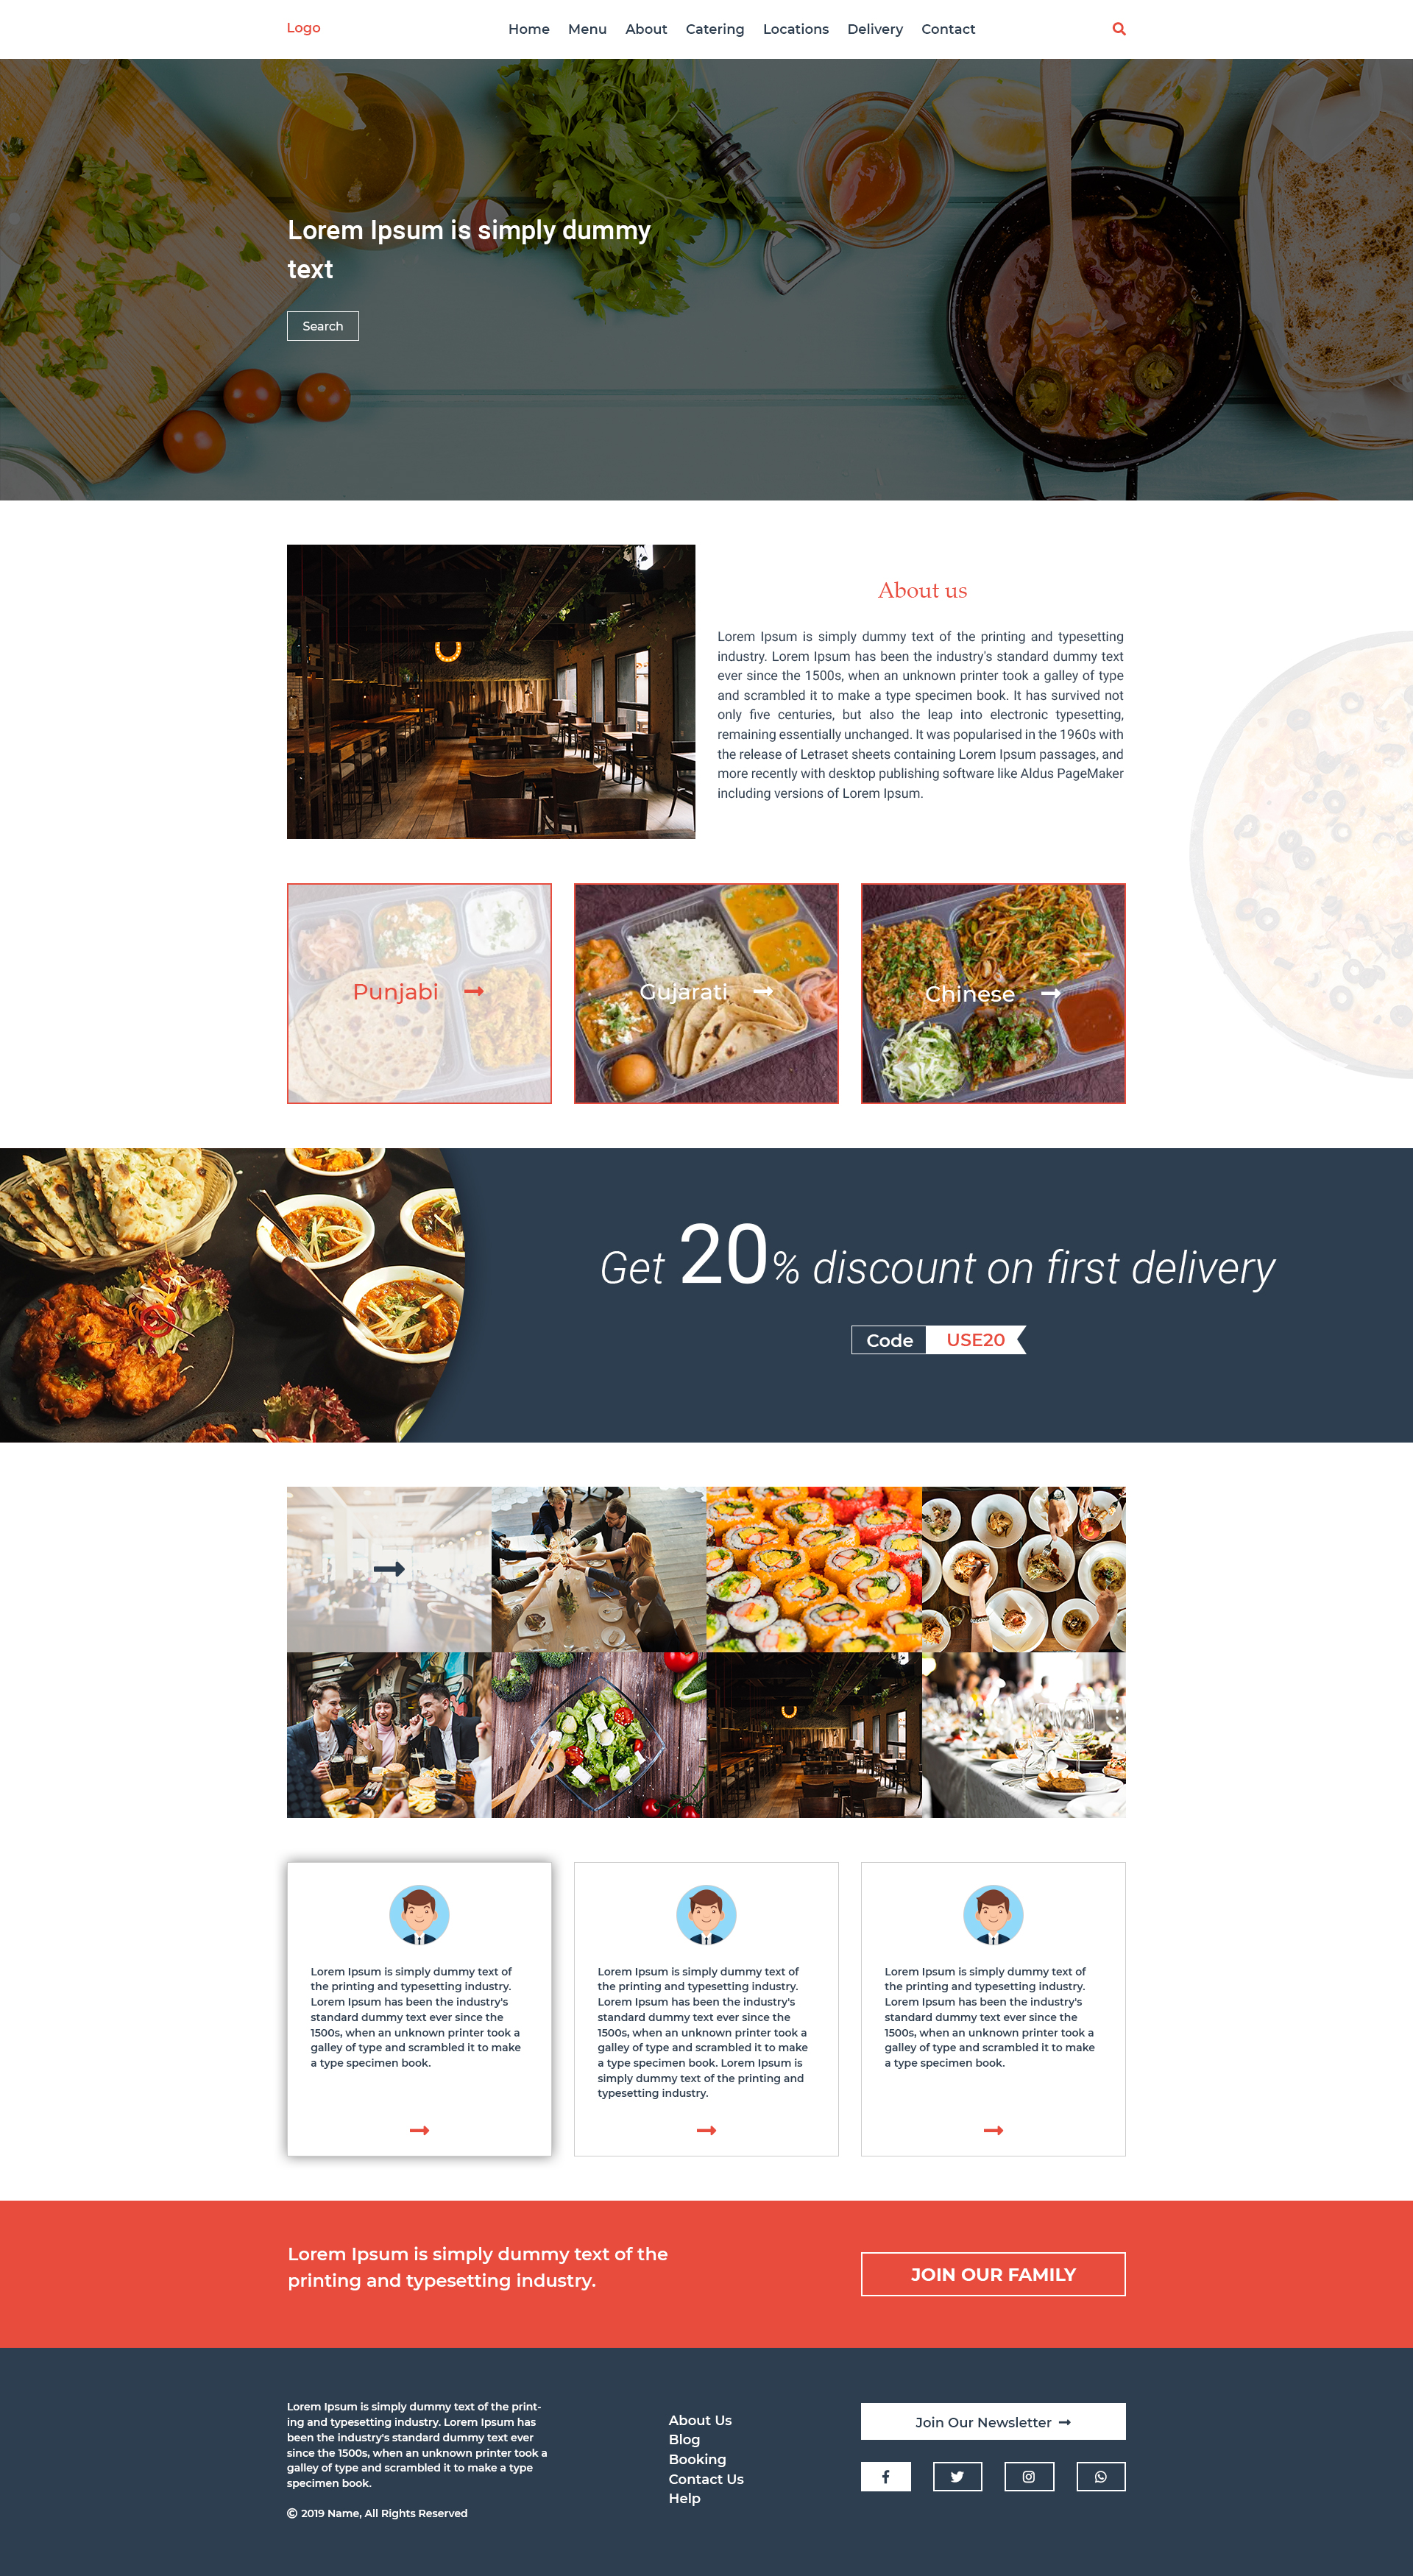 Logo
Home Menu About Catering Locations Delivery Contact
Lorem Ipsum is simply dummy
text
Search
About us
Lorem Ipsum is simply dummy text of the printing and typesetting
industry. Lorem Ipsum has been the industry's standard dummy text
ever since the 1500s, when an unknown printer took a galley of type
and scrambled it to make a type specimen book. It has survived not
only five centuries, but also the leap into electronic typesetting,
remaining essentially unchanged. It was popularised in the 1960s with
the release of Letraset sheets containing Lorem Ipsum passages, and
more recently with desktop publishing software like Aldus PageMaker
including versions of Lorem Ipsum.
Punjabi
Gujarati
Chinese
Get 20% discount on first delivery
Code USE20
Lorem Ipsum is simply dummy text of
the printing and typesetting industry.
Lorem Ipsum has been the industry's
standard dummy text ever since the
1500s, when an unknown printer took a
galley of type and scrambled it to make
a type specimen book.
Lorem Ipsum is simply dummy text of
the printing and typesetting industry.
Lorem Ipsum has been the industry's
standard dummy text ever since the
1500s, when an unknown printer took a
galley of type and scrambled it to make
a type specimen book. Lorem Ipsum is
simply dummy text of the printing and
typesetting industry.
Lorem Ipsum is simply dummy text of
the printing and typesetting industry.
Lorem Ipsum has been the industry's
standard dummy text ever since the
1500s, when an unknown printer took a
galley of type and scrambled it to make
a type specimen book.
Lorem Ipsum is simply dummy text of the
printing and typesetting industry.
JOIN OUR FAMILY
Lorem Ipsum is simply dummy text of the print-
ing and typesetting industry. Lorem Ipsum has
been the industry's standard dummy text ever
since the 1500s, when an unknown printer took a
galley of type and scrambled it to make a type
specimen book.
© 2019 Name, All Rights Reserved
About Us
Blog
Booking
Contact Us
Help
Join Our Newsletter